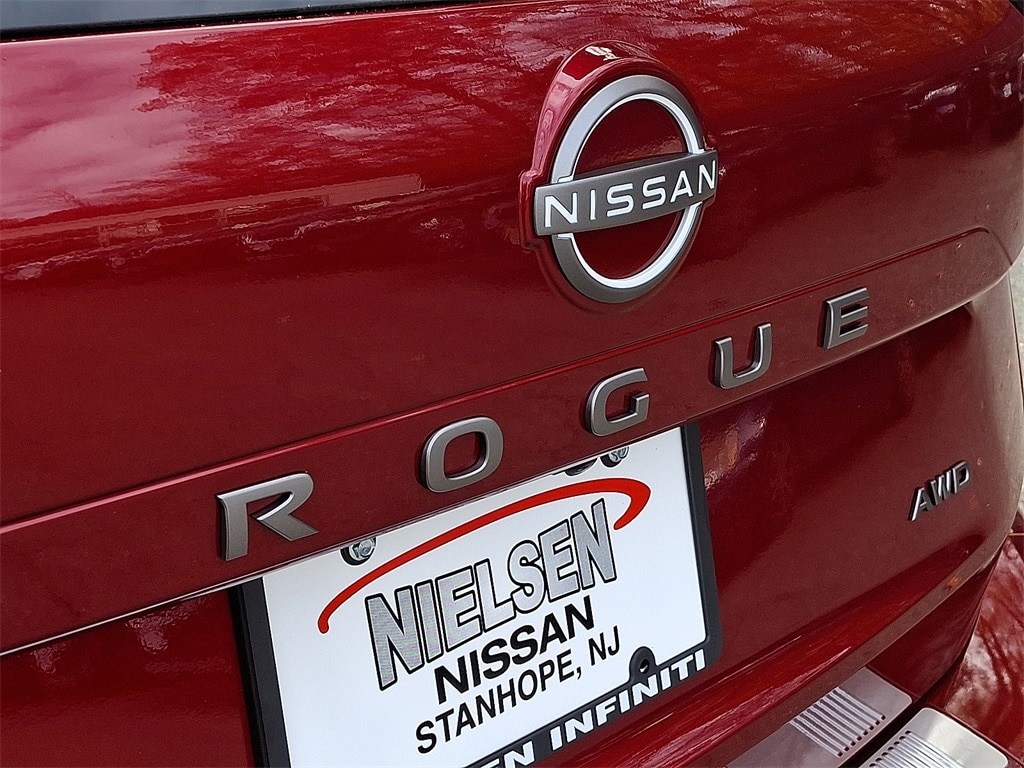 NISSAN
ROGUE
AWD
NIELSEN
NISSAN
STANHOPE, NJ
INFINITI